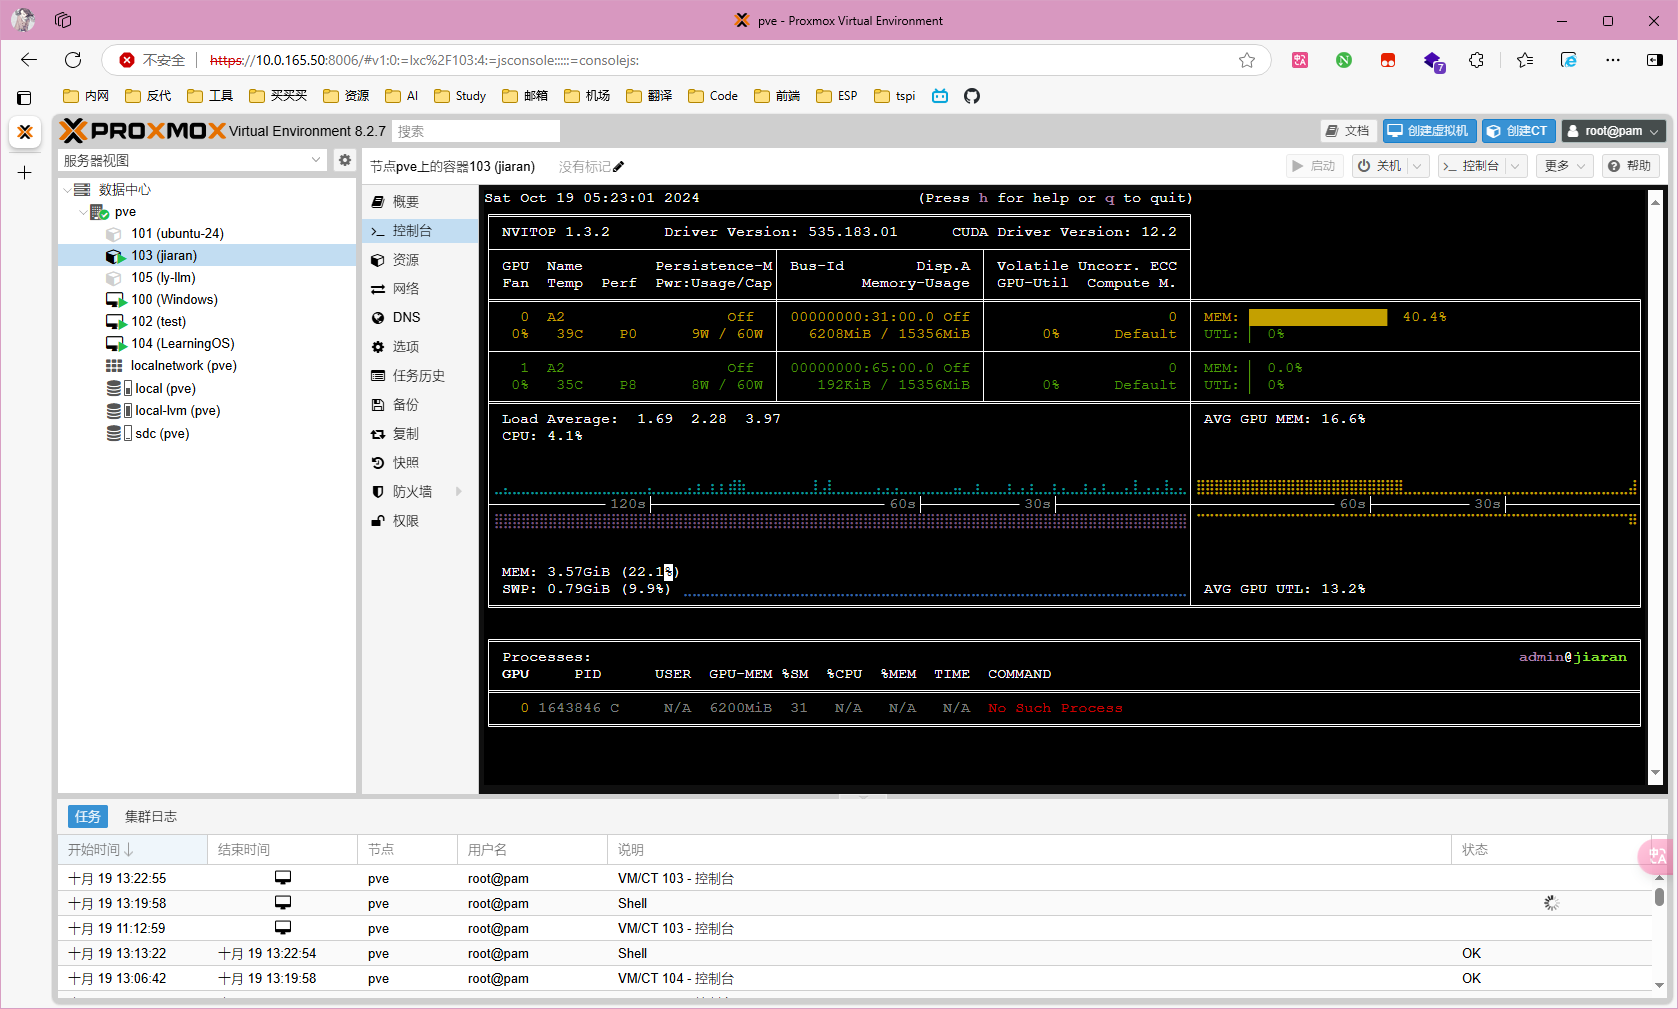 pve - Proxmox Virtual Environment
不安全 https://10.0.165.50:8006/#v1:0:=lxc%2F103:4:=jsconsole:::::=consolejs:
中A
N
7
内网 反代 工具 买买买 资源 AI Study 邮箱 机场 翻译 Code 前端 ESP tspi
PROXMOX Virtual Environment 8.2.7 搜索 文档 创建虚拟机 创建CT root@pam
服务器视图
节点pve上的容器103 (jiaran) 没有标记 启动 关机 控制台 更多 帮助
数据中心
pve
101 (ubuntu-24)
103 (jiaran)
105 (ly-llm)
100 (Windows)
102 (test)
104 (LearningOS)
localnetwork (pve)
local (pve)
local-lvm (pve)
sdc (pve)
概要
控制台
资源
网络
DNS
选项
任务历史
备份
复制
快照
防火墙
权限
Sat Oct 19 05:23:01 2024 (Press h for help or q to quit)
NVITOP 1.3.2 Driver Version: 535.183.01 CUDA Driver Version: 12.2
GPU Name Persistence-M Bus-Id Disp.A Volatile Uncorr. ECC
Fan Temp Perf Pwr:Usage/Cap Memory-Usage GPU-Util Compute M.
0 A2 Off 00000000:31:00.0 Off 0 MEM: 40.4%
0% 39C P0 9W / 60W 6208MiB / 15356MiB 0% Default UTL: 0%
1 A2 Off 00000000:65:00.0 Off 0 MEM: 0.0%
0% 35C P8 8W / 60W 192KiB / 15356MiB 0% Default UTL: 0%
Load Average: 1.69 2.28 3.97 AVG GPU MEM: 16.6%
CPU: 4.1%
120s 60s 30s 60s 30s
MEM: 3.57GiB (22.1%)
SWP: 0.79GiB (9.9%) AVG GPU UTL: 13.2%
Processes: admin@jiaran
GPU PID USER GPU-MEM %SM %CPU %MEM TIME COMMAND
0 1643846 C N/A 6200MiB 31 N/A N/A N/A No Such Process
任务 集群日志
开始时间 结束时间 节点 用户名 说明 状态
中A
十月 19 13:22:55 pve root@pam VM/CT 103 - 控制台
十月 19 13:19:58 pve root@pam Shell
十月 19 11:12:59 pve root@pam VM/CT 103 - 控制台
十月 19 13:13:22 十月 19 13:22:54 pve root@pam Shell OK
十月 19 13:06:42 十月 19 13:19:58 pve root@pam VM/CT 104 - 控制台 OK